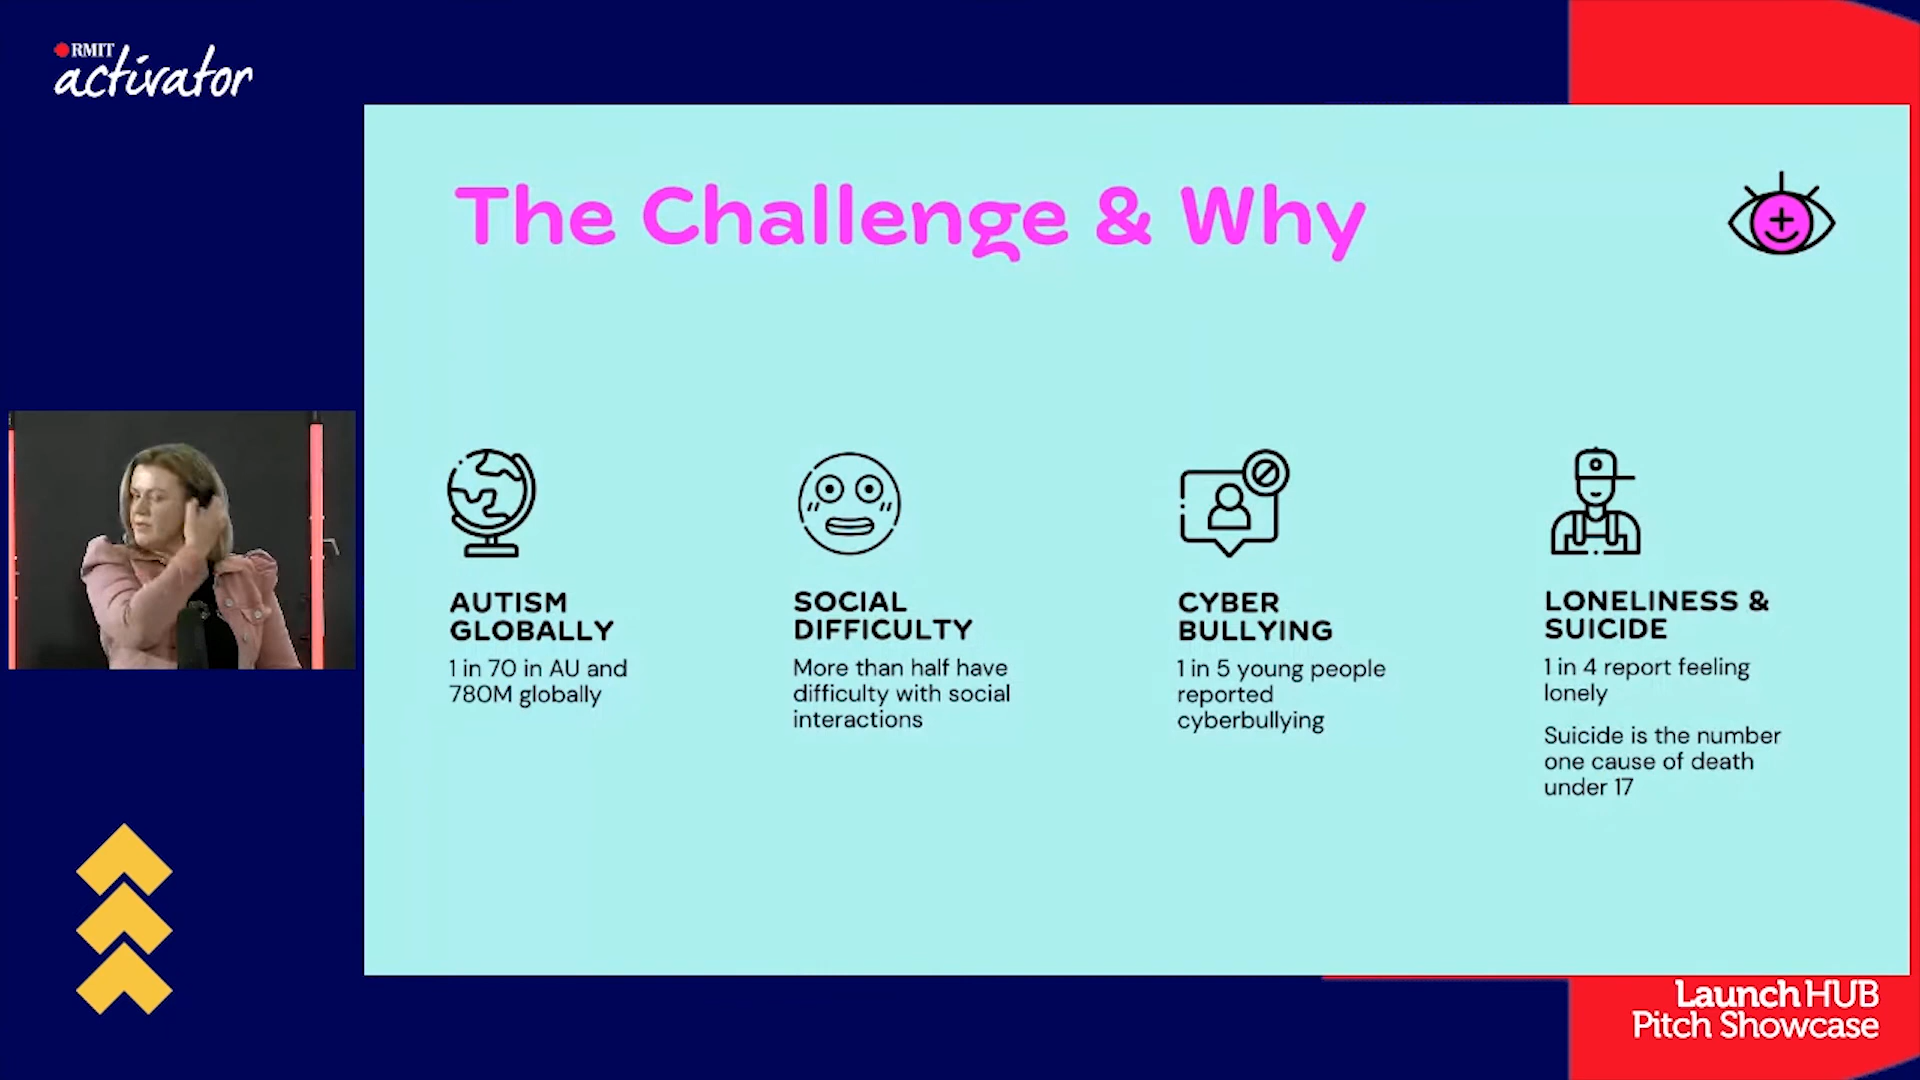 RMIT
activator
The Challenge & Why
AUTISM
GLOBALLY
1 in 70 in AU and
780M globally
SOCIAL
DIFFICULTY
More than half have
difficulty with social
interactions
CYBER
BULLYING
1 in 5 young people
reported
cyberbullying
LONELINESS &
SUICIDE
1 in 4 report feeling
lonely
Suicide is the number
one cause of death
under 17
Launch HUB
Pitch Showcase